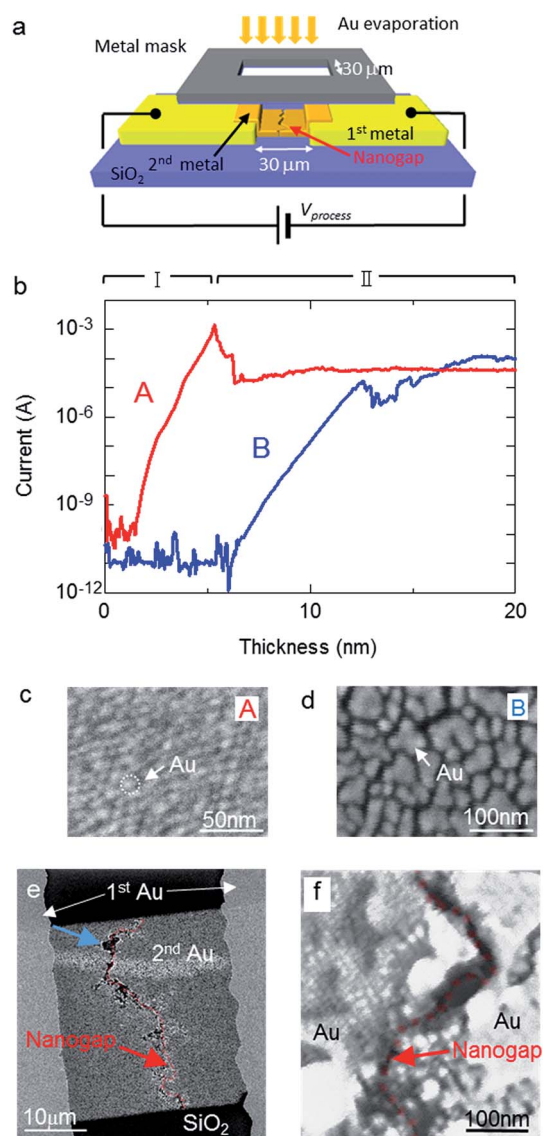 a
Au evaporation
Metal mask
30 μm
1st metal
2nd metal
Nanogap
SiO2
30 μm
Vprocess
b
I
II
10-3
A
10-6
B
10-9
10-12
Current (A)
0
10
20
Thickness (nm)
c
A
Au
50nm
d
B
Au
100nm
e
1st Au
2nd Au
Nanogap
10μm
SiO2
f
Au
Au
Nanogap
100nm